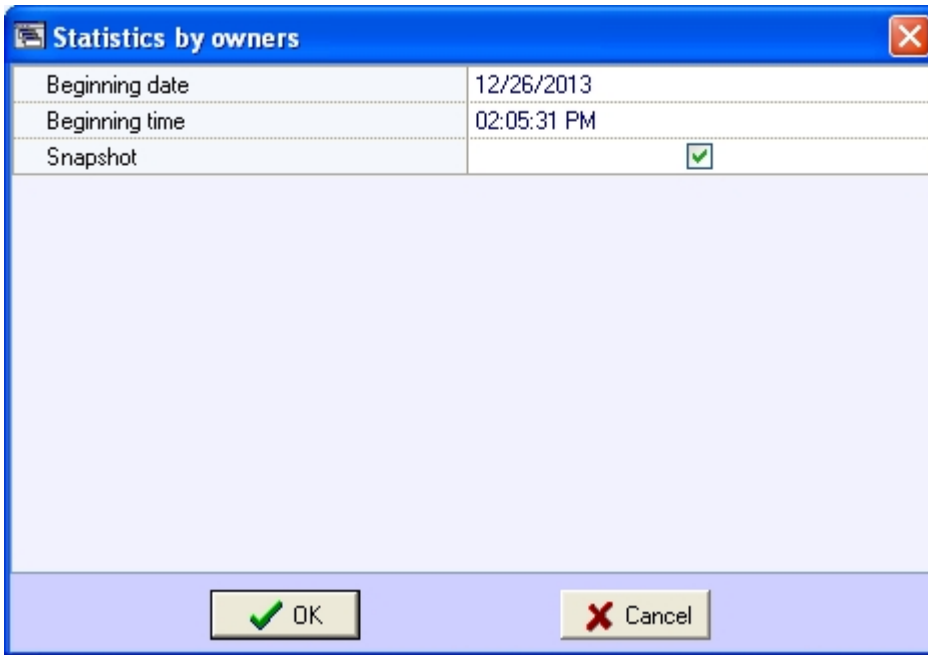 Statistics by owners
Beginning date 12/26/2013
Beginning time 02:05:31 PM
Snapshot
OK Cancel